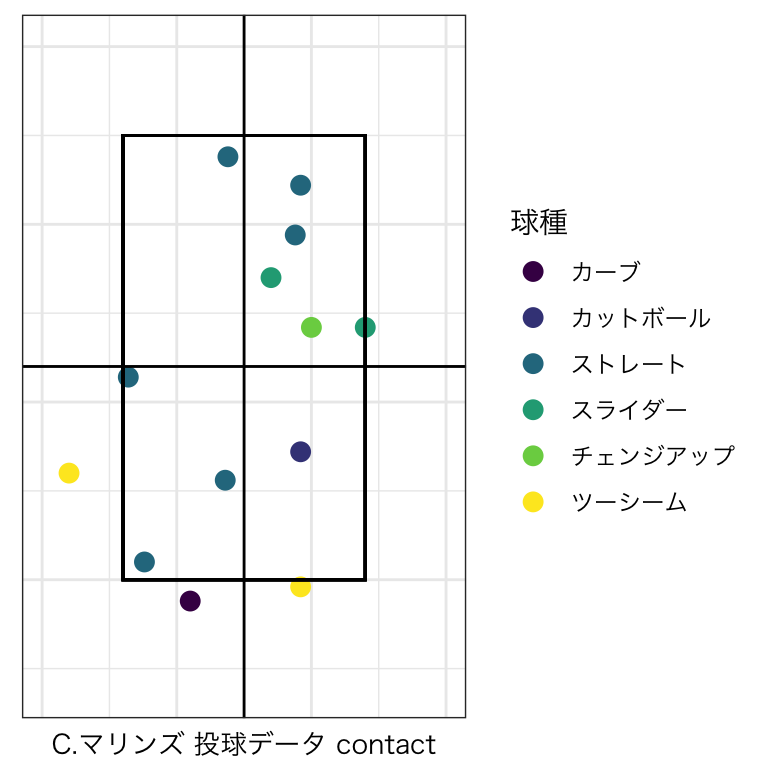 球種
カーブ
カットボール
ストレート
スライダー
チェンジアップ
ツーシーム
C.マリンズ 投球データ contact